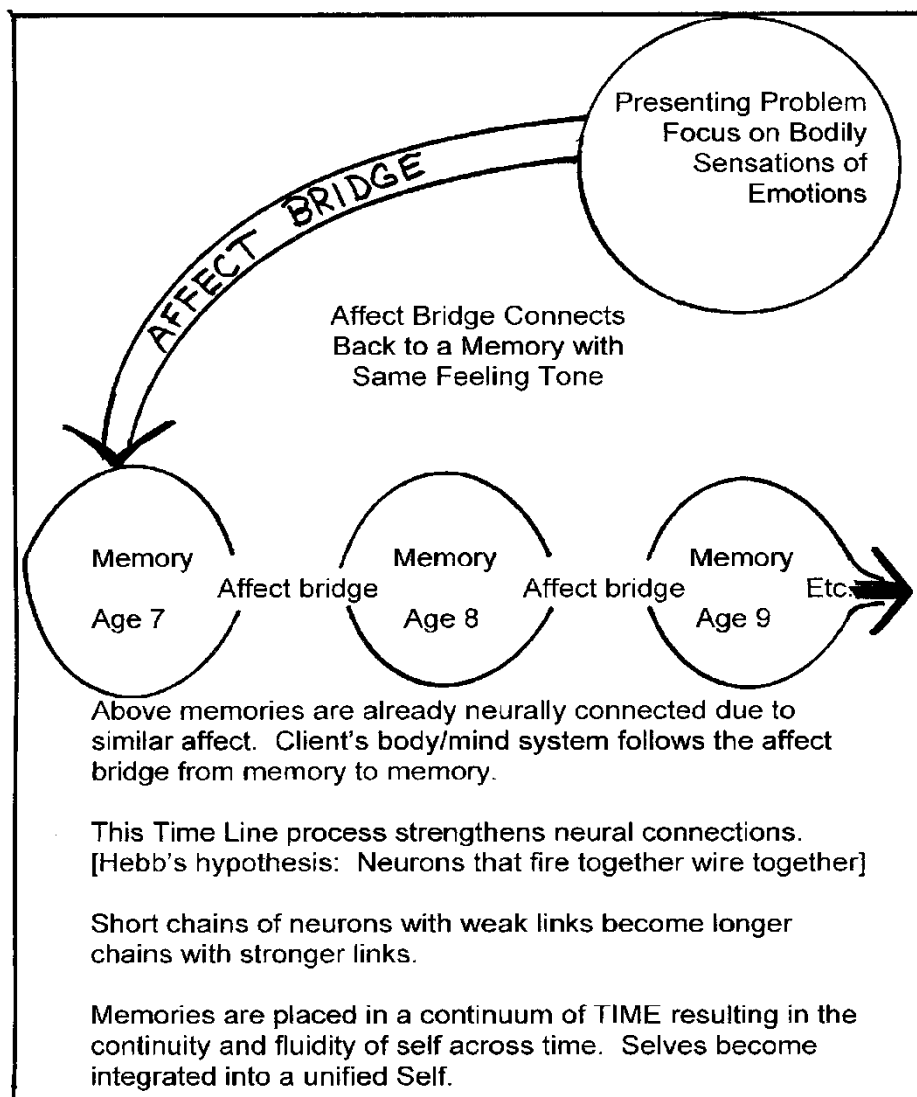 Presenting Problem
Focus on Bodily
Sensations of
Emotions
AFFECT BRIDGE
Affect Bridge Connects
Back to a Memory with
Same Feeling Tone
Memory
Age 7
Affect bridge
Memory
Age 8
Affect bridge
Memory
Age 9
Etc.
Above memories are already neurally connected due to
similar affect. Client's body/mind system follows the affect
bridge from memory to memory.
This Time Line process strengthens neural connections.
[Hebb's hypothesis: Neurons that fire together wire together]
Short chains of neurons with weak links become longer
chains with stronger links.
Memories are placed in a continuum of TIME resulting in the
continuity and fluidity of self across time. Selves become
integrated into a unified Self.